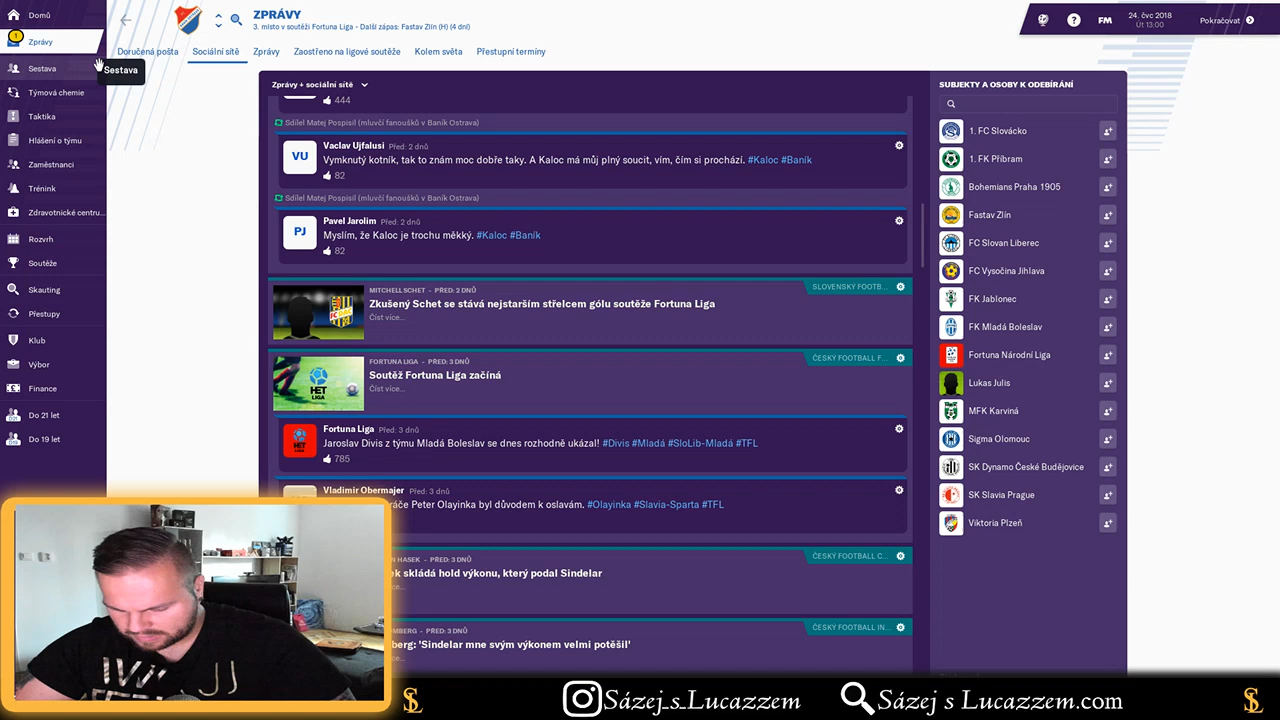 Domů
1
Zprávy
Sestava
Sestava
Týmová chemie
Taktika
Hlášení o týmu
Zaměstnanci
Trénink
Zdravotnické centru...
Rozvrh
Soutěže
Skauting
Přestupy
Klub
Výbor
Finance
Do 21 let
Do 19 let
ZPRÁVY
3. místo v soutěži Fortuna Liga - Další zápas: Fastav Zlín (H) (4 dní)
FM
24. čvc 2018
Út 13:00
Pokračovat
Doručená pošta
Sociální sítě
Zprávy
Zaostřeno na ligové soutěže
Kolem světa
Přestupní termíny
Zprávy + sociální sítě
444
Sdílel Matej Pospisil (mluvčí fanoušků v Baník Ostrava)
VU
Vaclav Ujfalusi Před: 2 dnů
Vymknutý kotník, tak to znám moc dobře taky. A Kaloc má můj plný soucit, vím, čím si prochází. #Kaloc #Baník
82
Sdílel Matej Pospisil (mluvčí fanoušků v Baník Ostrava)
PJ
Pavel Jarolim Před: 2 dnů
Myslím, že Kaloc je trochu měkký. #Kaloc #Baník
82
MITCHELL SCHET - PŘED: 2 DNŮ
SLOVENSKÝ FOOTB...
Zkušený Schet se stává nejstarším střelcem gólu soutěže Fortuna Liga
Číst více...
FORTUNA LIGA - PŘED: 3 DNŮ
ČESKÝ FOOTBALL F...
Soutěž Fortuna Liga začíná
Číst více...
HET
LIGA
Fortuna Liga Před: 3 dnů
Jaroslav Divis z týmu Mladá Boleslav se dnes rozhodně ukázal! #Divis #Mladá #SloLib-Mladá #TFL
785
Vladimir Obermajer Před: 3 dnů
Peter Olayinka byl důvodem k oslavám. #Olayinka #Slavia-Sparta #TFL
HASEK - PŘED: 3 DNŮ
ČESKÝ FOOTBALL C...
skládá hold výkonu, který podal Sindelar
PŘED: 3 DNŮ
ČESKÝ FOOTBALL IN...
'Sindelar mne svým výkonem velmi potěšil'
SUBJEKTY A OSOBY K ODEBÍRÁNÍ
1. FC Slovácko
1. FK Příbram
Bohemians Praha 1905
Fastav Zlín
FC Slovan Liberec
FC Vysočina Jihlava
FK Jablonec
FK Mladá Boleslav
Fortuna Národní Liga
Lukas Julis
MFK Karviná
Sigma Olomouc
SK Dynamo České Budějovice
SK Slavia Prague
Viktoria Plzeň
Sázej_s_Lucazzem
Sázej s Lucazzem.com